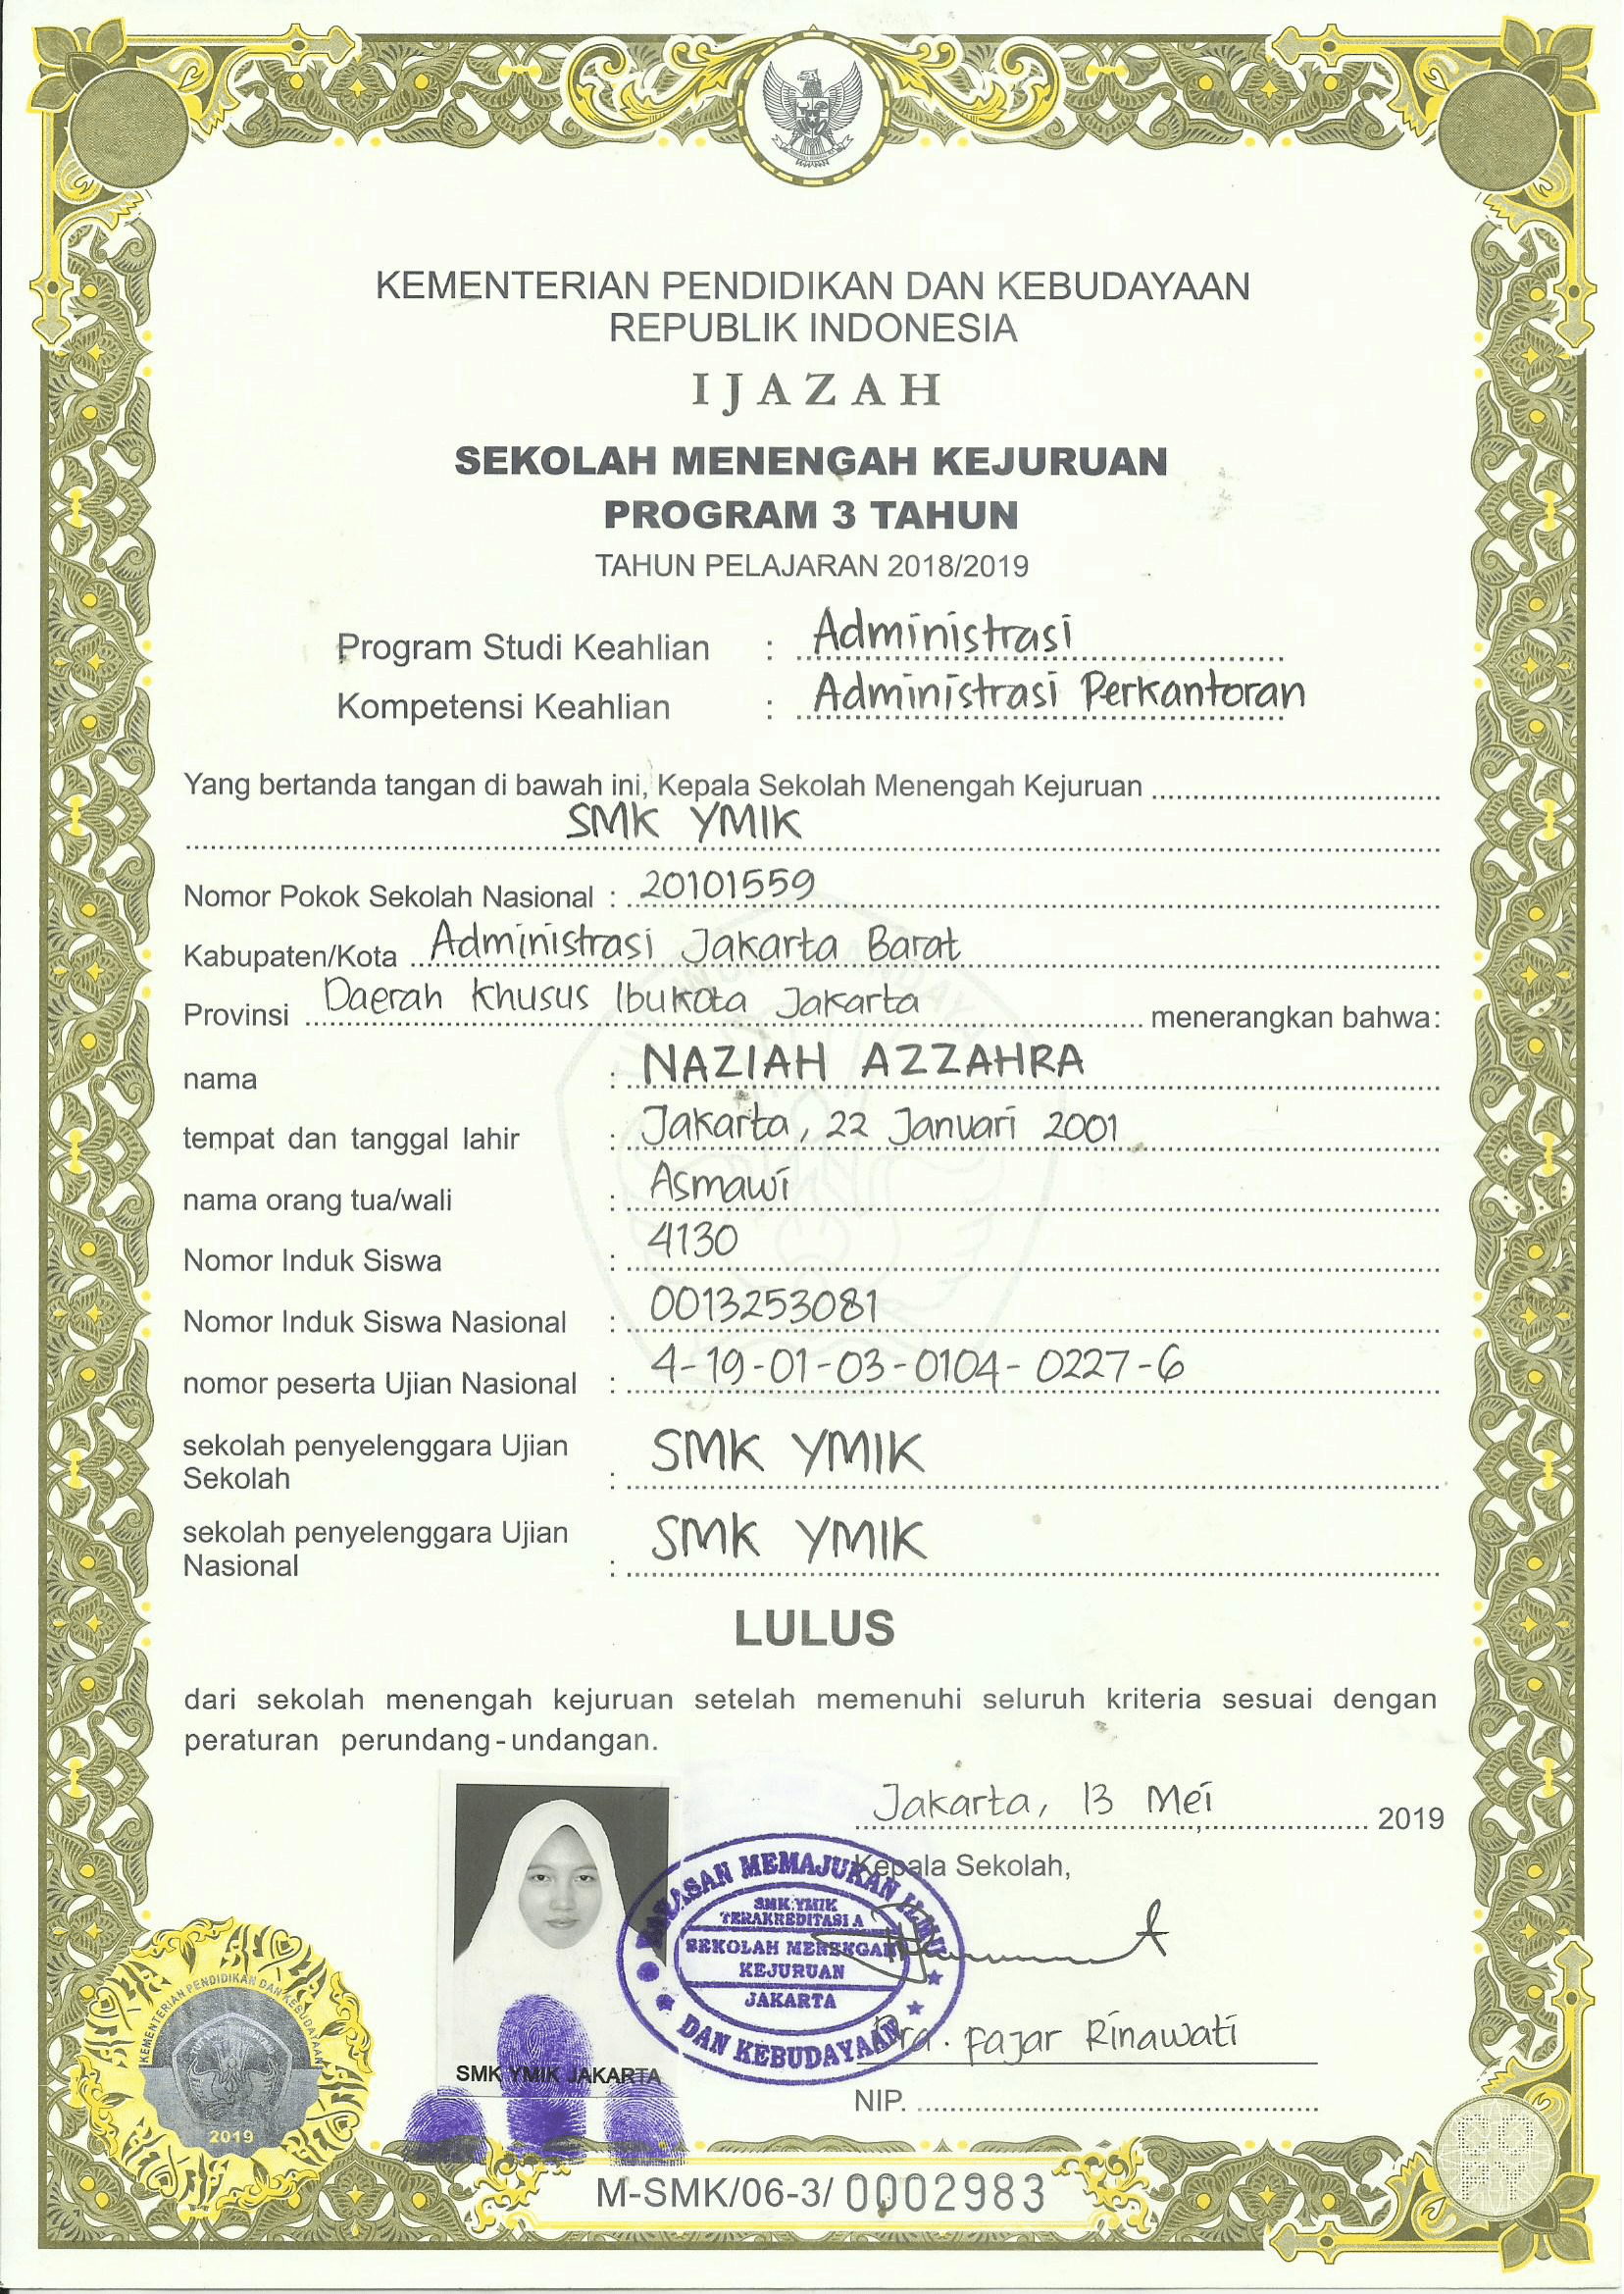 KEMENTERIAN PENDIDIKAN DAN KEBUDAYAAN
REPUBLIK INDONESIA
IJAZAH
SEKOLAH MENENGAH KEJURUAN
PROGRAM 3 TAHUN
TAHUN PELAJARAN 2018/2019
Program Studi Keahlian : Administrasi
Kompetensi Keahlian : Administrasi Perkantoran
Yang bertanda tangan di bawah ini, Kepala Sekolah Menengah Kejuruan
SMK YMIK
Nomor Pokok Sekolah Nasional : 20101559
Kabupaten/Kota Administrasi Jakarta Barat
Provinsi Daerah Khusus Ibukota Jakarta menerangkan bahwa:
nama : NAZIAH AZZAHRA
tempat dan tanggal lahir : Jakarta, 22 Januari 2001
nama orang tua/wali : Asmawi
Nomor Induk Siswa : 4130
Nomor Induk Siswa Nasional : 0013253081
nomor peserta Ujian Nasional : 4-19-01-03-0104-0227-6
sekolah penyelenggara Ujian
Sekolah : SMK YMIK
sekolah penyelenggara Ujian
Nasional : SMK YMIK
LULUS
dari sekolah menengah kejuruan setelah memenuhi seluruh kriteria sesuai dengan
peraturan perundang-undangan.
Jakarta, 13 Mei, 2019
Kepala Sekolah,
YAYASAN MEMAJUKAN ILMU
SMK YMIK
TERAKREDITASI A
SEKOLAH MENENGAH
KEJURUAN
JAKARTA
DAN KEBUDAYAAN
Dra. Fajar Rinawati
NIP.
SMK YMIK JAKARTA
KEMENTERIAN PENDIDIKAN DAN KEBUDAYAAN
TUT WURI HANDAYANI
2019
M-SMK/06-3/ 0002983